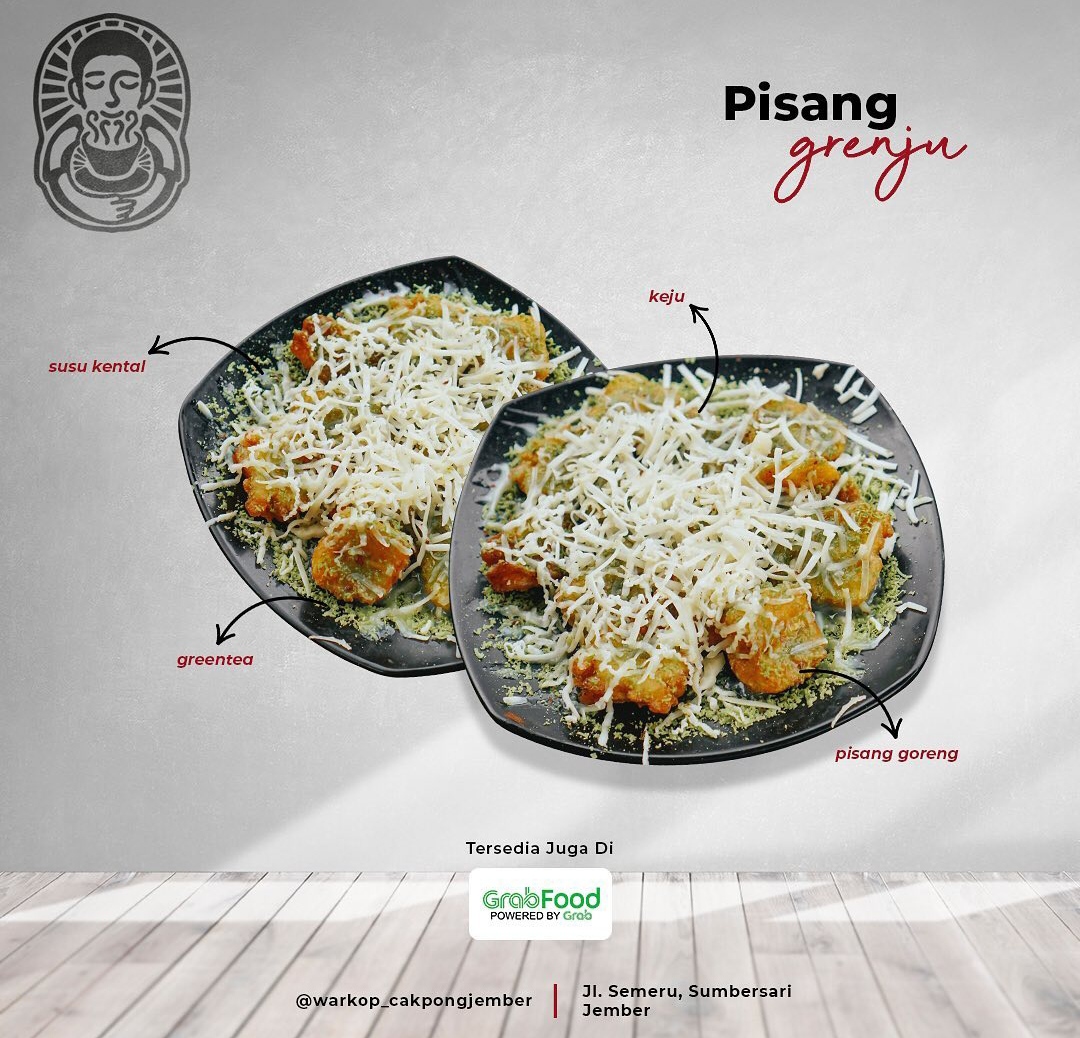 Pisang
grenju
keju
susu kental
greentea
pisang goreng
Tersedia Juga Di
GrabFood
POWERED BY Grab
@warkop_cakpongjember
Jl. Semeru, Sumbersari
Jember